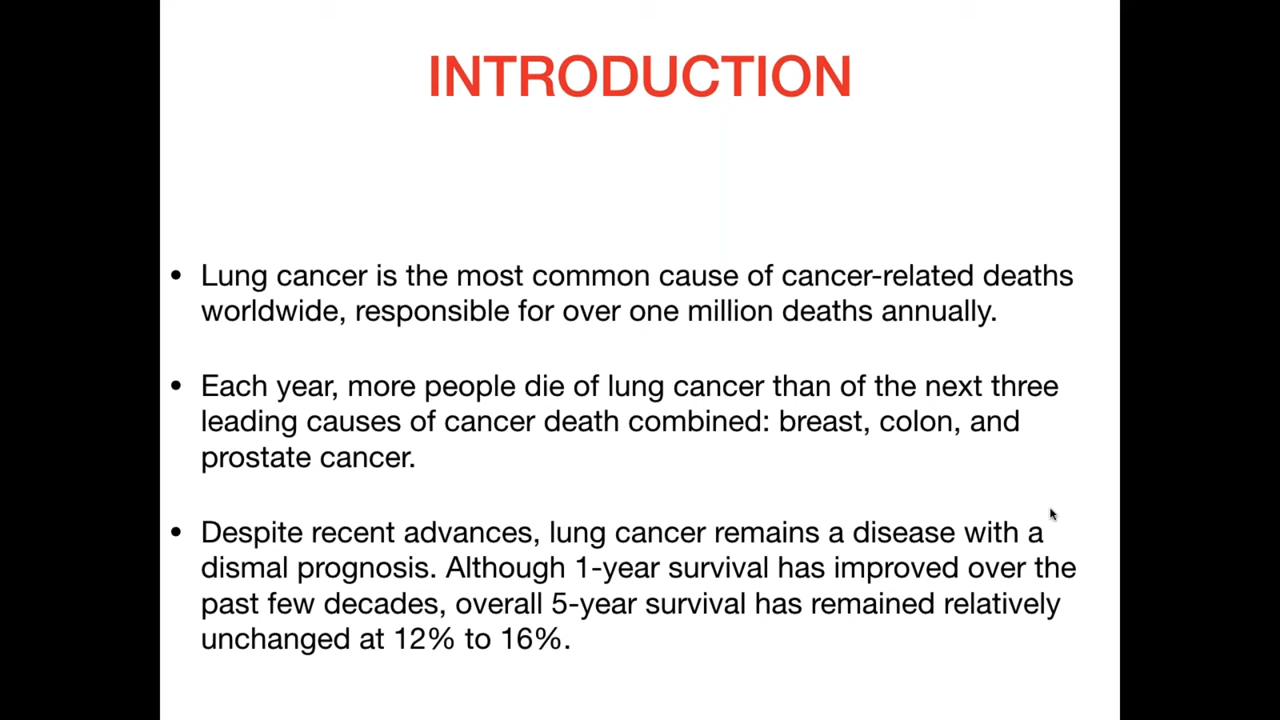 INTRODUCTION
• Lung cancer is the most common cause of cancer-related deaths
worldwide, responsible for over one million deaths annually.
• Each year, more people die of lung cancer than of the next three
leading causes of cancer death combined: breast, colon, and
prostate cancer.
• Despite recent advances, lung cancer remains a disease with a
dismal prognosis. Although 1-year survival has improved over the
past few decades, overall 5-year survival has remained relatively
unchanged at 12% to 16%.